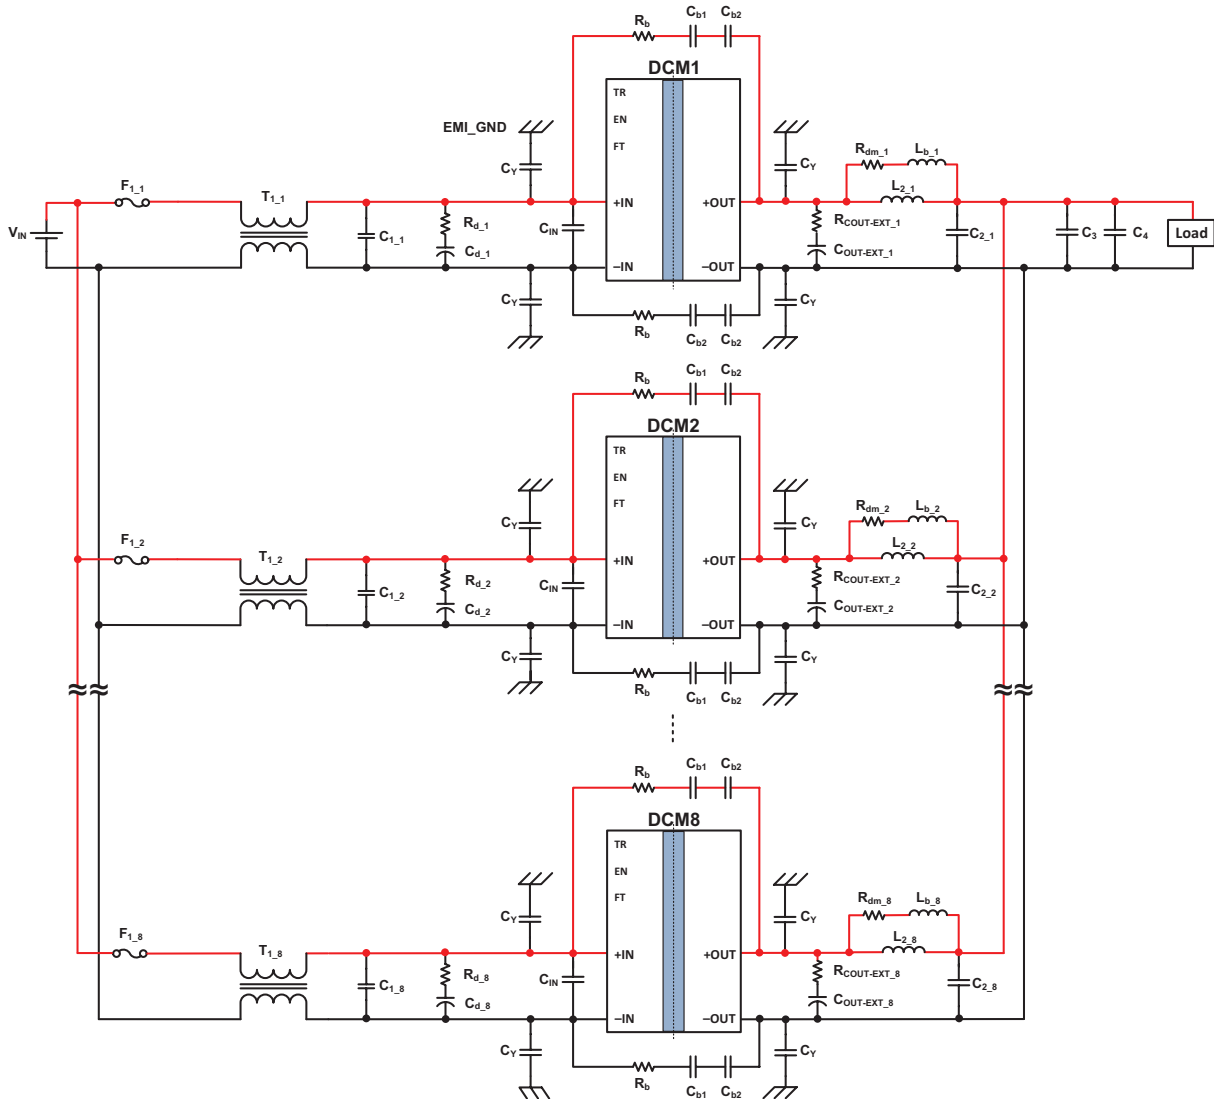 Cb1 Cb2
Rb
DCM1
TR
EN
FT
EMI_GND
CY
CY
Rdm_1 Lb_1
F1_1
T1_1
L2_1
+IN
+OUT
VIN
C1_1
Rd_1
Cd_1
CIN
RCOUT-EXT_1
COUT-EXT_1
C2_1
C3
C4
Load
–IN
–OUT
CY
CY
Rb
Cb2 Cb2
Cb1 Cb2
Rb
DCM2
TR
EN
FT
CY
CY
Rdm_2 Lb_2
F1_2
T1_2
L2_2
+IN
+OUT
C1_2
Rd_2
Cd_2
CIN
RCOUT-EXT_2
COUT-EXT_2
C2_2
–IN
–OUT
CY
CY
Rb
Cb1 Cb2
Cb1 Cb2
Rb
DCM8
TR
EN
FT
CY
CY
Rdm_8 Lb_8
F1_8
T1_8
L2_8
+IN
+OUT
C1_8
Rd_8
Cd_8
CIN
RCOUT-EXT_8
COUT-EXT_8
C2_8
–IN
–OUT
CY
CY
Rb
Cb1 Cb2